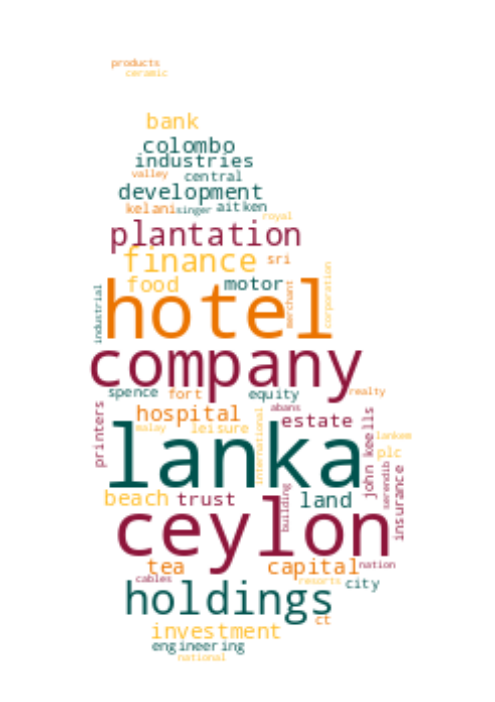 products
ceramic
bank
colombo
industries
valley central
development
kelani singer aitken
royal
plantation
finance sri
food motor
industrial
merchant
corporation
hotel
company
spence fort equity realty
abans
hospital estate
malay leisure
international
printers
lanka
john keells
lankem
plc
serendib
insurance
beach trust land
building
ceylon
tea capital nation
cables resorts city
holdings
ct
investment
engineering
national